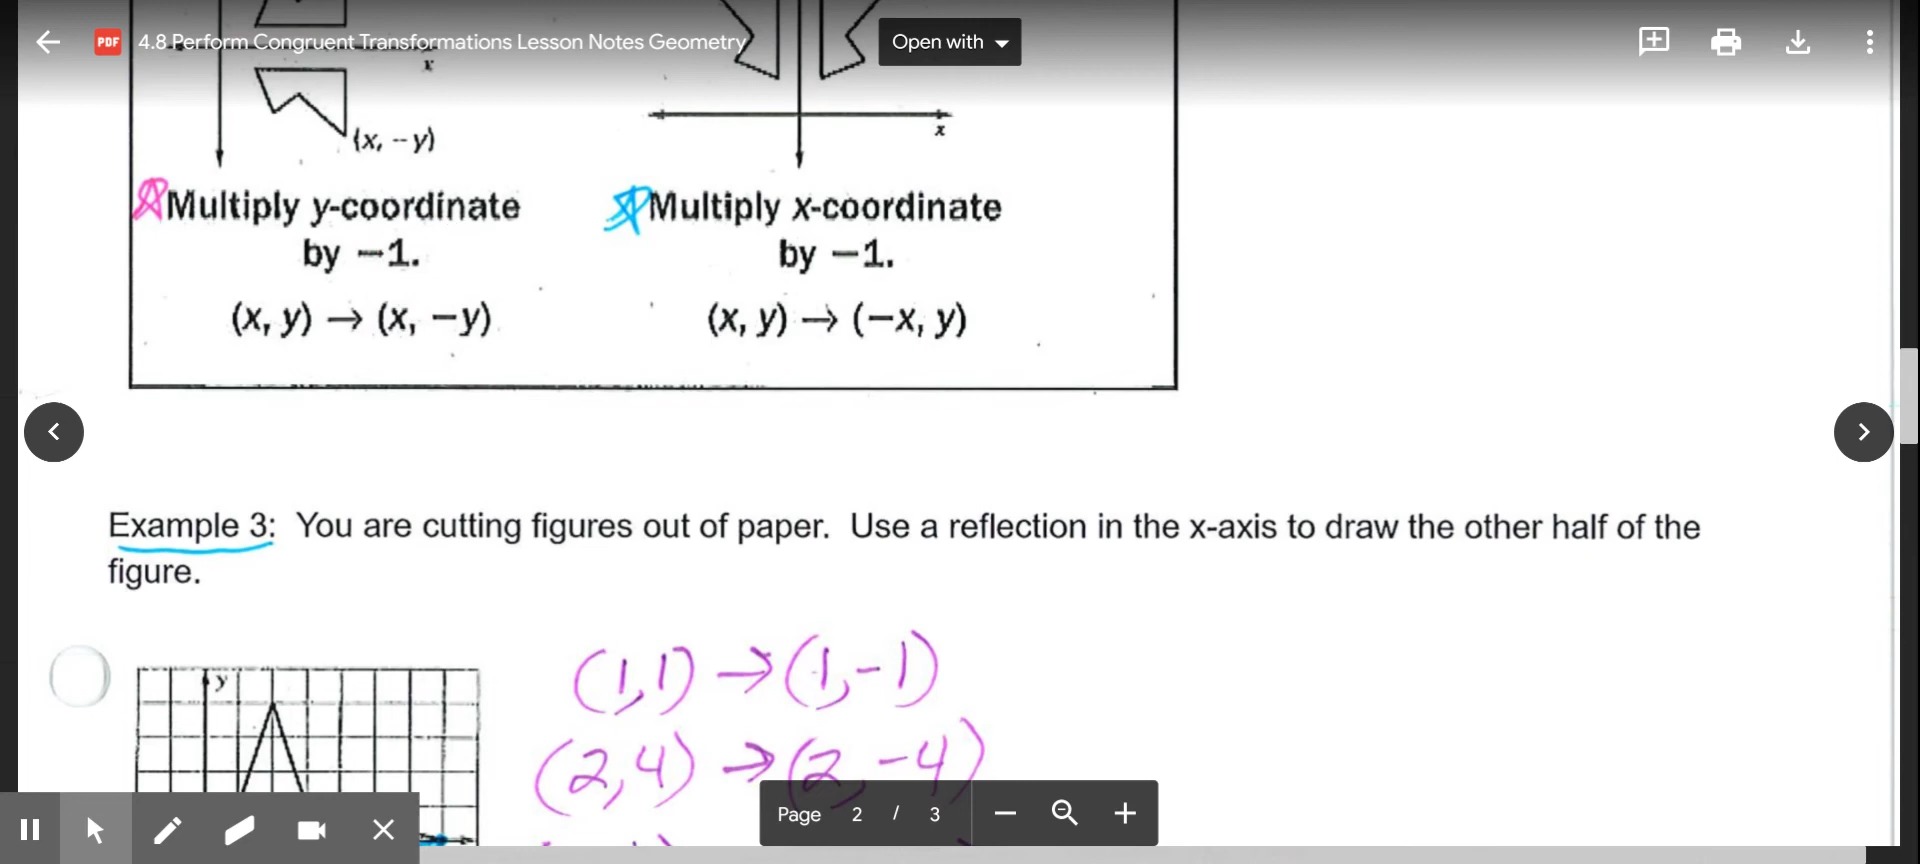 PDF 4.8 Perform Congruent Transformations Lesson Notes Geometry
Open with
x
(x, -y)
x
Multiply y-coordinate
by -1.
(x, y) → (x, -y)
Multiply x-coordinate
by -1.
(x, y) → (-x, y)
Example 3: You are cutting figures out of paper. Use a reflection in the x-axis to draw the other half of the
figure.
y
(1,1) → (1,-1)
(2,4) → (2,-4)
Page 2 / 3